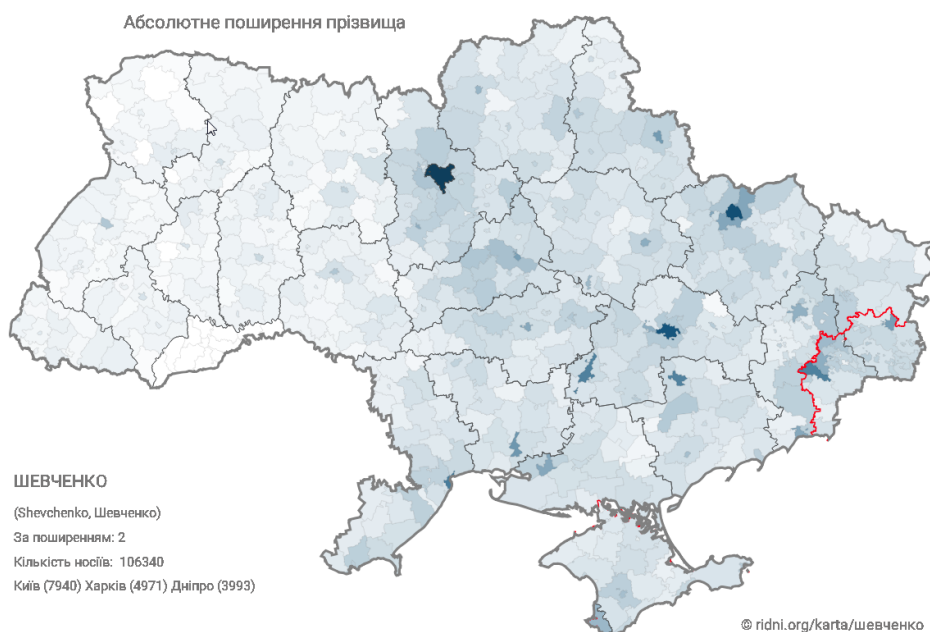 Абсолютне поширення прізвища
ШЕВЧЕНКО
(Shevchenko, Шевченко)
За поширенням: 2
Кількість носіїв: 106340
Київ (7940) Харків (4971) Дніпро (3993)
© ridni.org/karta/шевченко